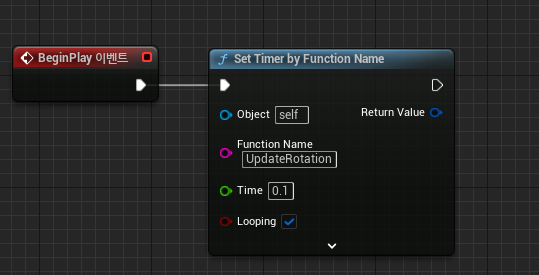 BeginPlay 이벤트
Set Timer by Function Name
Object self
Return Value
Function Name
UpdateRotation
Time 0.1
Looping